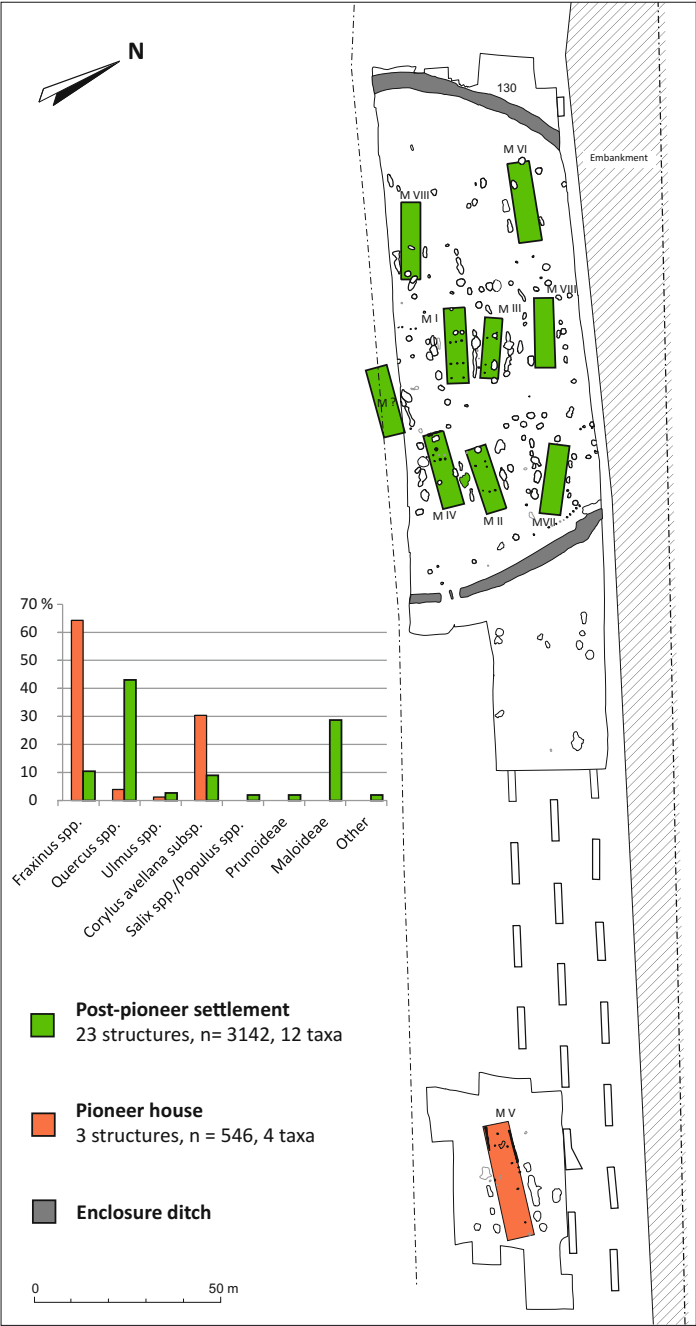 N
130
M VI
Embankment
M VIII
M VIII
M III
M I
M ?
M IV
M II
MVII
70 %
60
50
40
30
20
10
0
Fraxinus spp.
Quercus spp.
Ulmus spp.
Corylus avellana subsp.
Salix spp./Populus spp.
Prunoideae
Maloideae
Other
Post-pioneer settlement
23 structures, n= 3142, 12 taxa
Pioneer house
3 structures, n = 546, 4 taxa
M V
Enclosure ditch
0
50 m